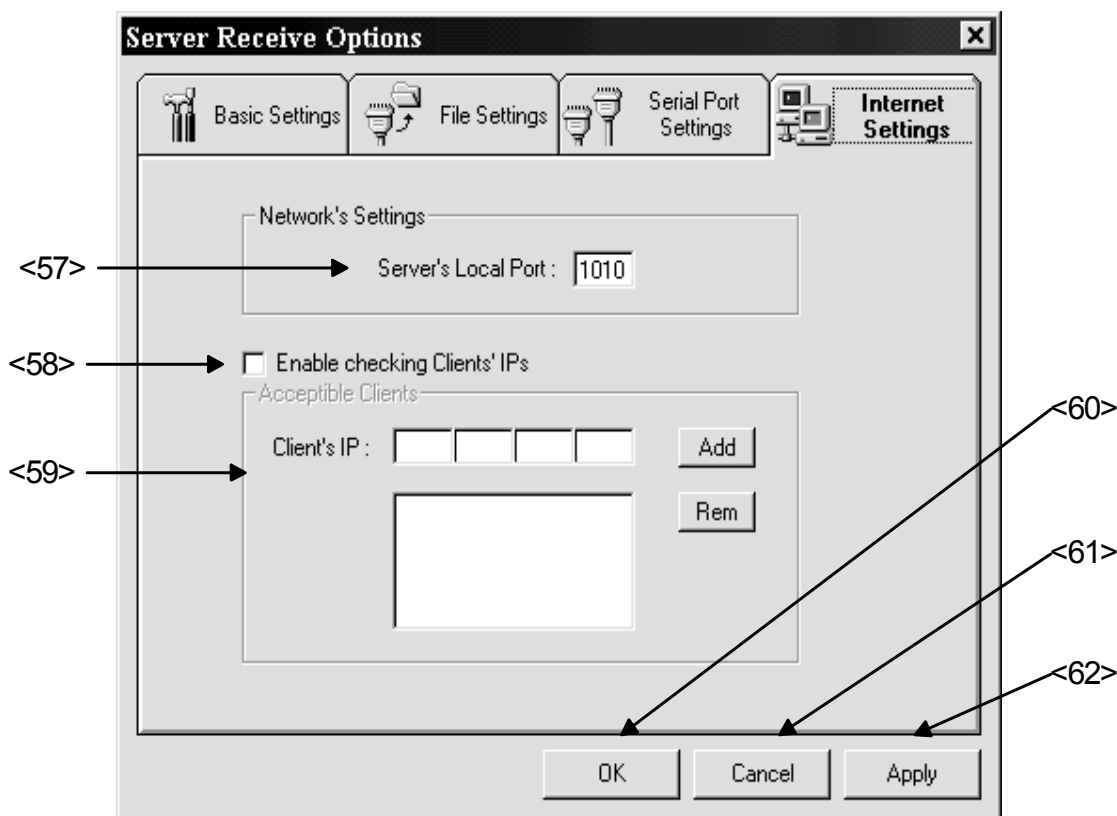 Server Receive Options
Basic Settings
File Settings
Serial Port
Settings
Internet
Settings
Network's Settings
<57>
Server's Local Port :
1010
<58>
Enable checking Clients' IPs
Acceptible Clients
<60>
Client's IP :
Add
<59>
Rem
<61>
<62>
OK
Cancel
Apply